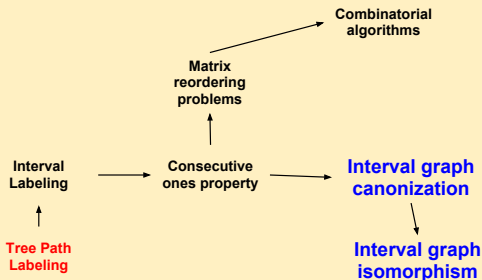 Combinatorial
algorithms
Matrix
reordering
problems
Interval
Labeling
Consecutive
ones property
Interval graph
canonization
Tree Path
Labeling
Interval graph
isomorphism